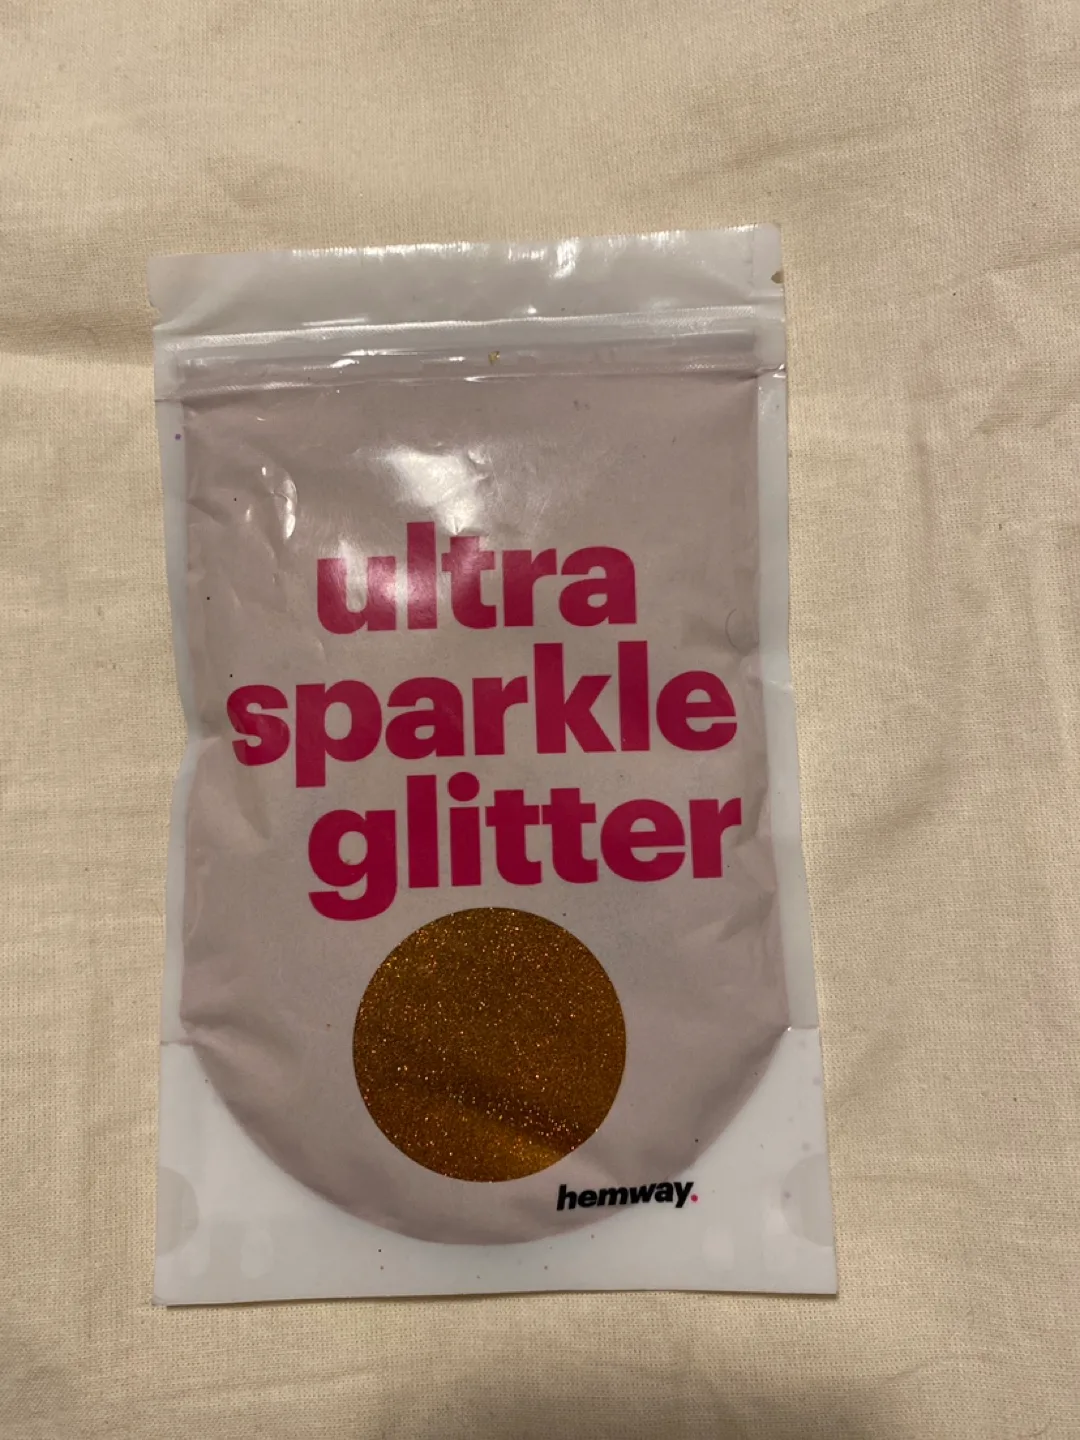 ultra
sparkle
glitter
hemway.